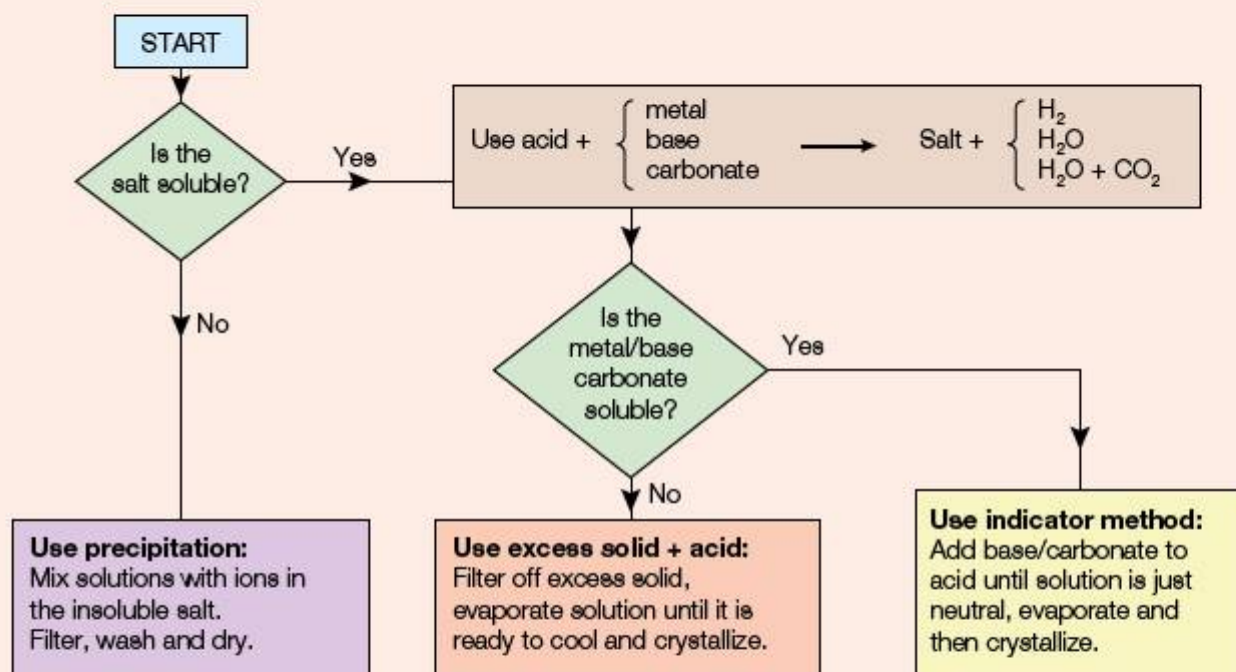 START
Is the
salt soluble?
Yes
No
Use acid +
metal
base
carbonate
Salt +
H₂
H₂O
H₂O + CO₂
Is the
metal/base
carbonate
soluble?
Yes
No
Use precipitation:
Mix solutions with ions in
the insoluble salt.
Filter, wash and dry.
Use excess solid + acid:
Filter off excess solid,
evaporate solution until it is
ready to cool and crystallize.
Use indicator method:
Add base/carbonate to
acid until solution is just
neutral, evaporate and
then crystallize.